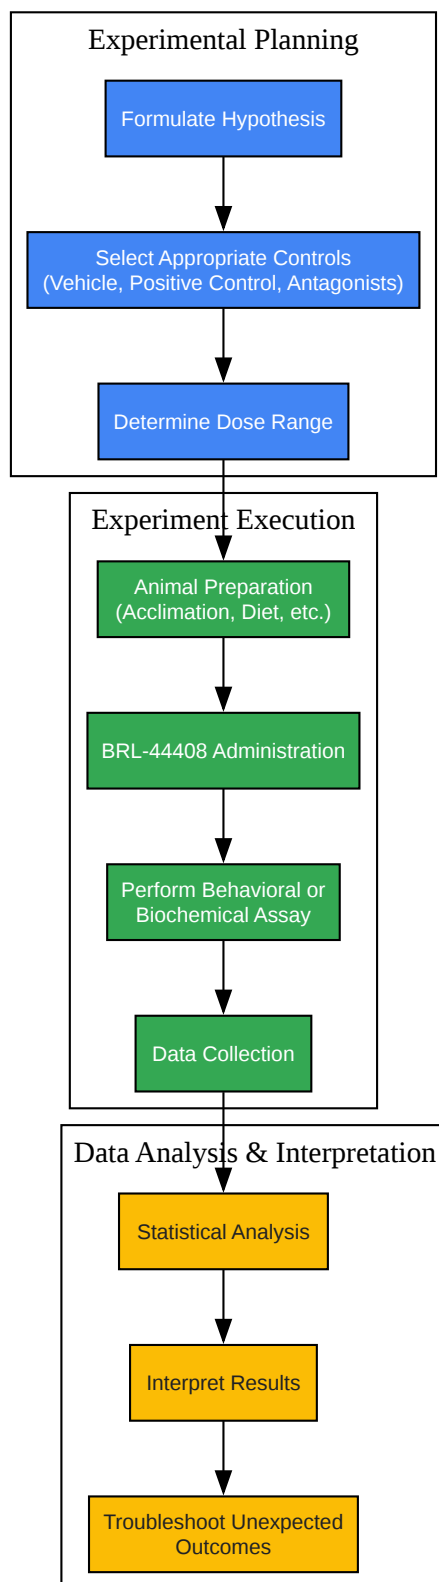 Experimental Planning
Formulate Hypothesis
Select Appropriate Controls
(Vehicle, Positive Control, Antagonists)
Determine Dose Range
Experiment Execution
Animal Preparation
(Acclimation, Diet, etc.)
BRL-44408 Administration
Perform Behavioral or
Biochemical Assay
Data Collection
Data Analysis & Interpretation
Statistical Analysis
Interpret Results
Troubleshoot Unexpected
Outcomes